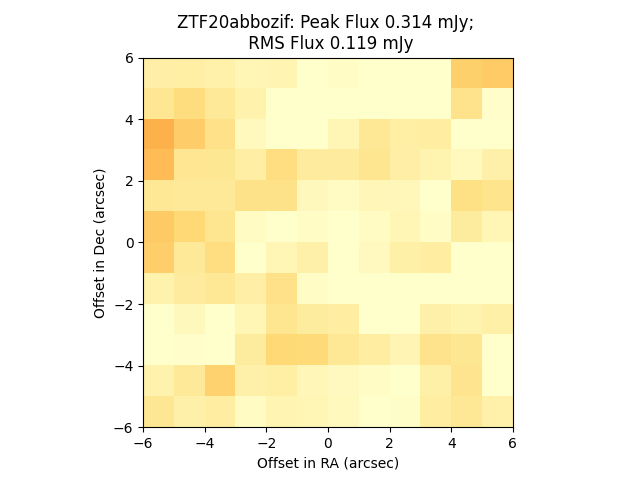 ZTF20abbozif: Peak Flux 0.314 mJy;
RMS Flux 0.119 mJy
6
4
2
0
−2
−4
−6
Offset in Dec (arcsec)
−6 −4 −2 0 2 4 6
Offset in RA (arcsec)